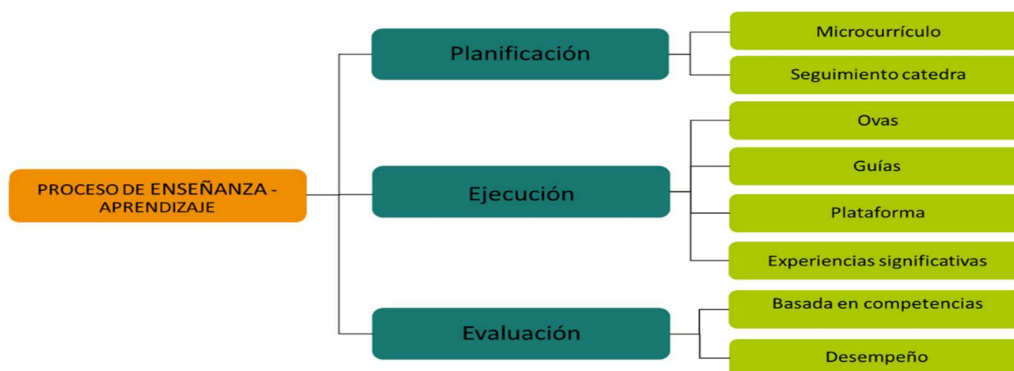 PROCESO DE ENSEÑANZA -
APRENDIZAJE
Planificación
Microcurrículo
Seguimiento catedra
Ejecución
Ovas
Guías
Plataforma
Experiencias significativas
Evaluación
Basada en competencias
Desempeño